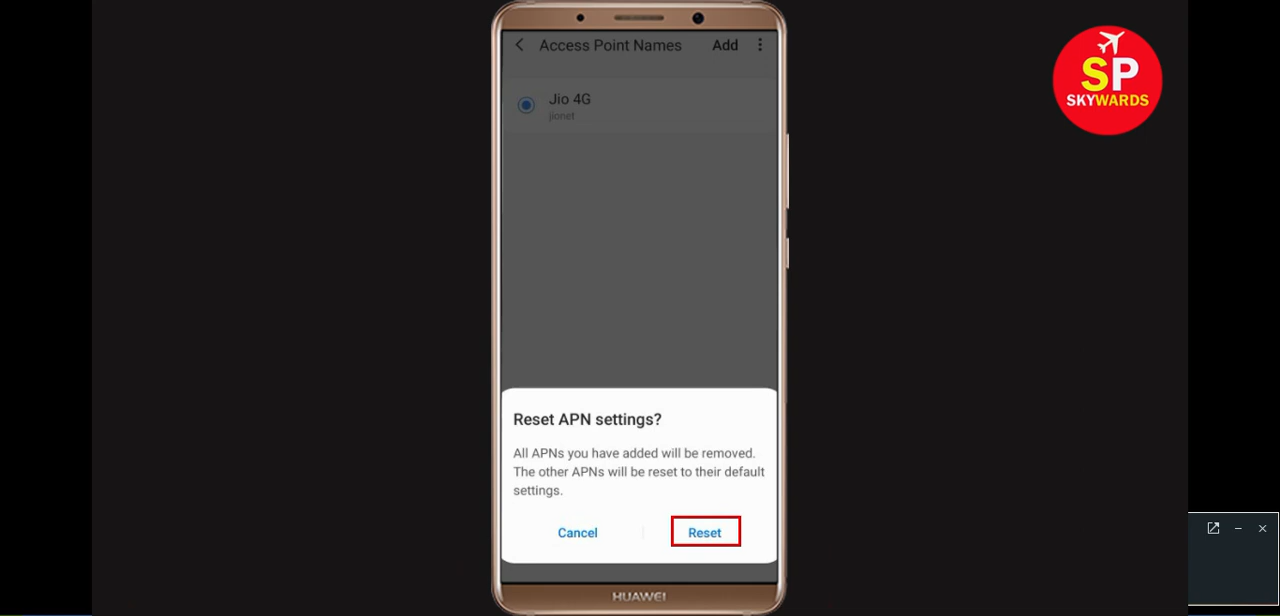 Access Point Names Add
Jio 4G
jionet
SP
SKYWARDS
Reset APN settings?
All APNs you have added will be removed.
The other APNs will be reset to their default
settings.
Cancel Reset
HUAWEI